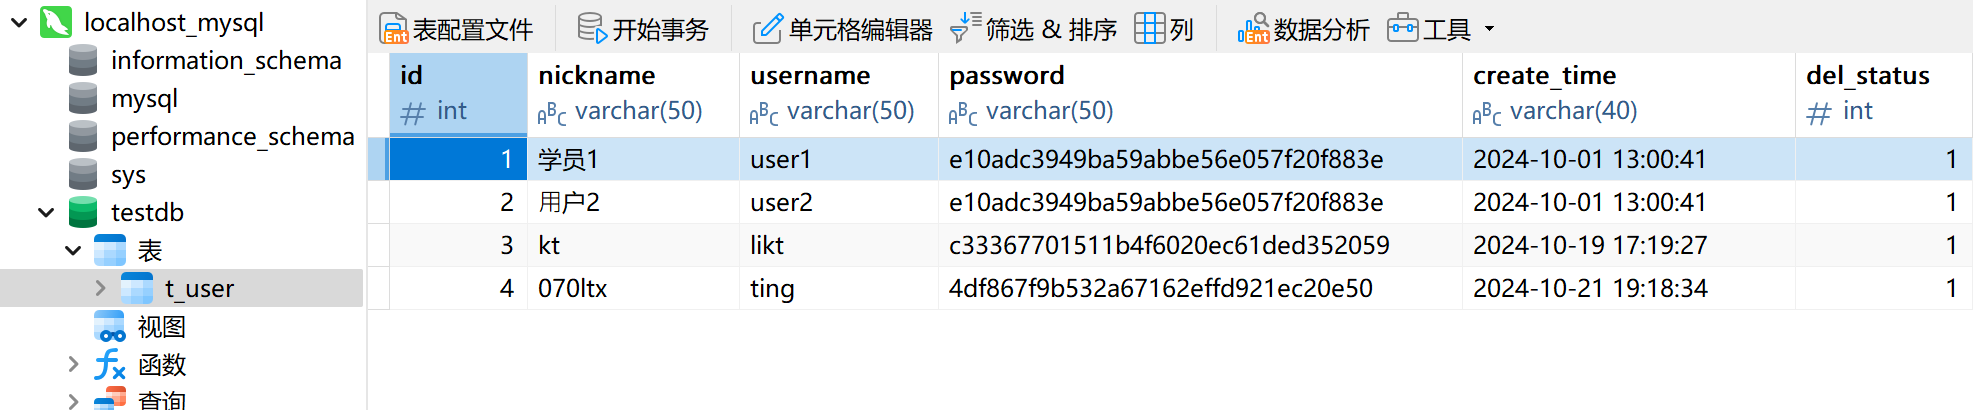 localhost_mysql
information_schema
mysql
performance_schema
sys
testdb
表
t_user
视图
函数
查询
Ent 表配置文件 开始事务 单元格编辑器 筛选 & 排序 列 Ent 数据分析 工具
id nickname username password create_time del_status
# int ABC varchar(50) ABC varchar(50) ABC varchar(50) ABC varchar(40) # int
1 学员1 user1 e10adc3949ba59abbe56e057f20f883e 2024-10-01 13:00:41 1
2 用户2 user2 e10adc3949ba59abbe56e057f20f883e 2024-10-01 13:00:41 1
3 kt likt c33367701511b4f6020ec61ded352059 2024-10-19 17:19:27 1
4 070ltx ting 4df867f9b532a67162effd921ec20e50 2024-10-21 19:18:34 1